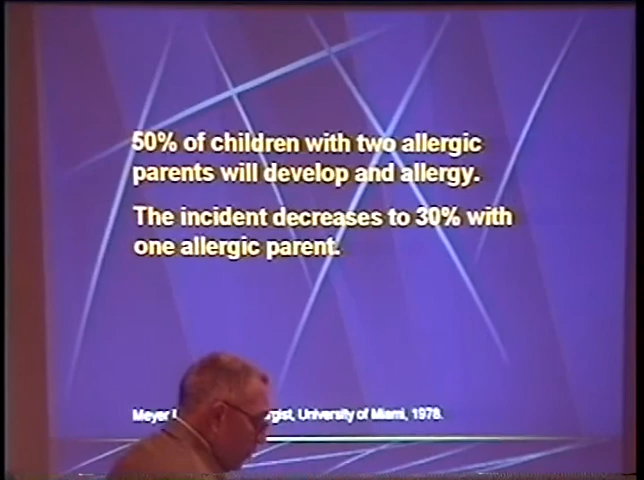 50% of children with two allergic
parents will develop and allergy.
The incident decreases to 30% with
one allergic parent.
Meyer rgist, University of Miami, 1978.